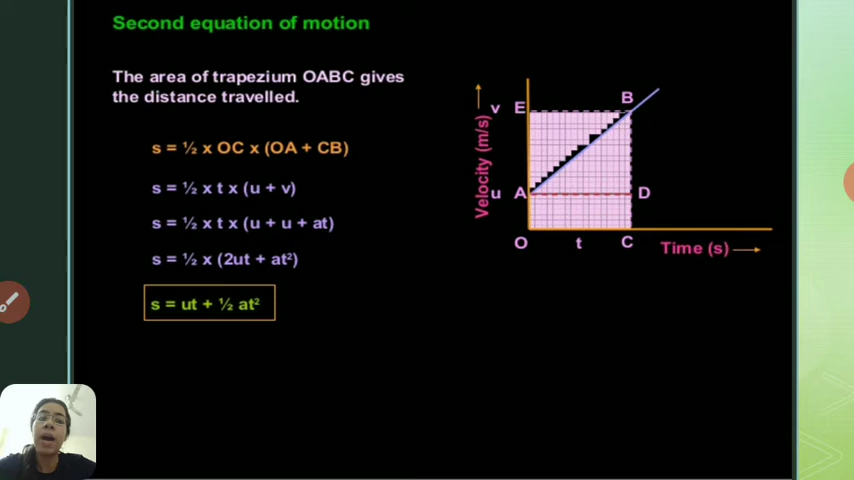 Second equation of motion
The area of trapezium OABC gives
the distance travelled.
s = ½ x OC x (OA + CB)
s = ½ x t x (u + v)
s = ½ x t x (u + u + at)
s = ½ x (2ut + at²)
s = ut + ½ at²
Velocity (m/s)
v E B
u A D
O t C
Time (s)